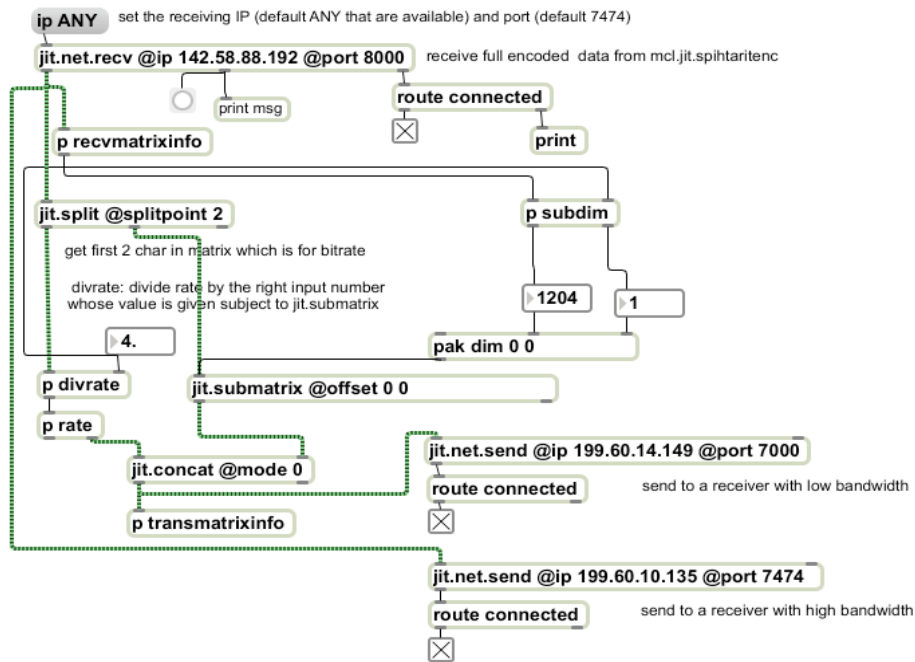 ip ANY
set the receiving IP (default ANY that are available) and port (default 7474)
jit.net.recv @ip 142.58.88.192 @port 8000
receive full encoded data from mcl.jit.spihtaritenc
print msg
route connected
print
p recvmatrixinfo
jit.split @splitpoint 2
p subdim
get first 2 char in matrix which is for bitrate
divrate: divide rate by the right input number
whose value is given subject to jit.submatrix
1204
1
4.
pak dim 0 0
p divrate
jit.submatrix @offset 0 0
p rate
jit.concat @mode 0
jit.net.send @ip 199.60.14.149 @port 7000
route connected
send to a receiver with low bandwidth
p transmatrixinfo
jit.net.send @ip 199.60.10.135 @port 7474
route connected
send to a receiver with high bandwidth